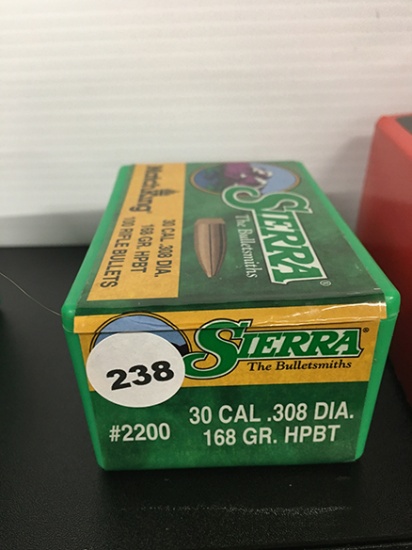 SIERRA®
The Bulletsmiths
MatchKing®
30 CAL .308 DIA.
168 GR. HPBT
100 RIFLE BULLETS
SIERRA®
The Bulletsmiths
238
#2200
30 CAL .308 DIA.
168 GR. HPBT